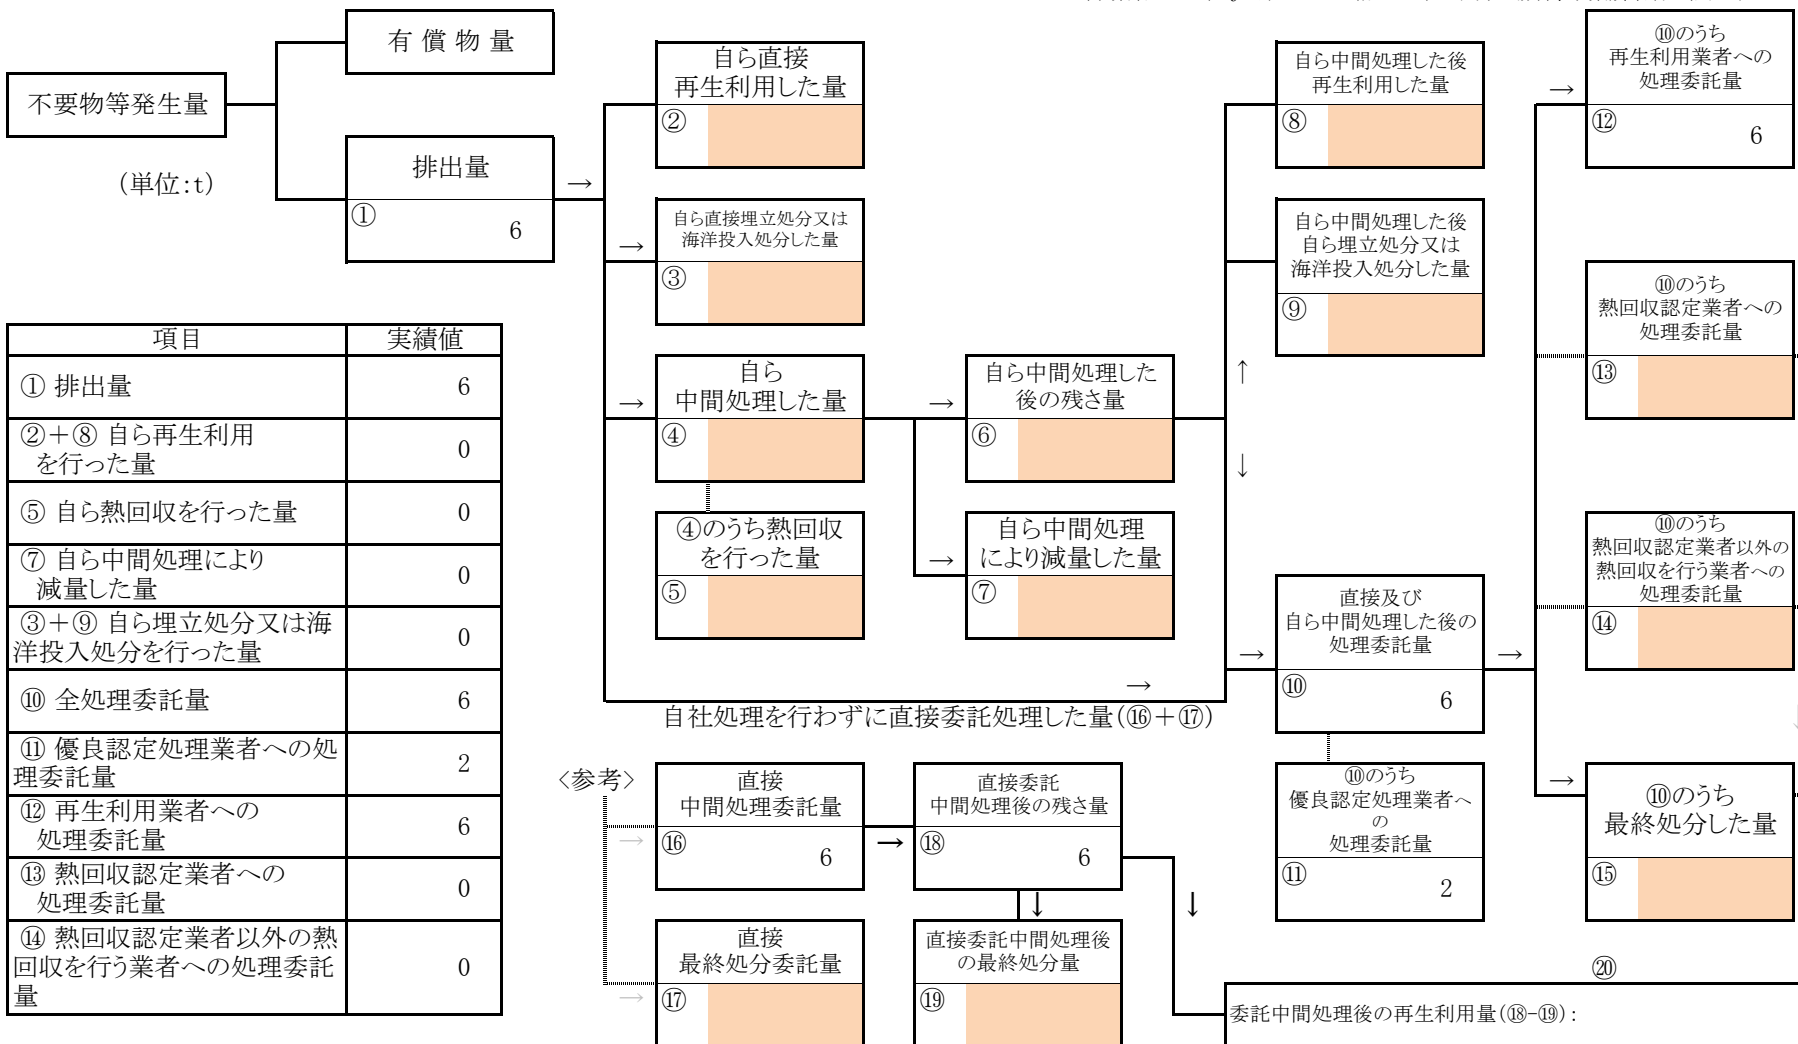 有 償 物 量
不要物等発生量
(単位:t)
排出量
①
6
→
自ら直接
再生利用した量
②
→
自ら直接埋立処分又は
海洋投入処分した量
③
→
自ら
中間処理した量
④
④のうち熱回収
を行った量
⑤
→
自ら中間処理した
後の残さ量
⑥
→
自ら中間処理
により減量した量
⑦
自ら中間処理した後
再生利用した量
⑧
自ら中間処理した後
自ら埋立処分又は
海洋投入処分した量
⑨
↑
↓
→
自社処理を行わずに直接委託処理した量(⑯+⑰)
→
直接及び
自ら中間処理した後の
処理委託量
⑩
6
→
⑩のうち
優良認定処理業者へ
の
処理委託量
⑪
2
→
⑩のうち
再生利用業者への
処理委託量
⑫
6
⑩のうち
熱回収認定業者への
処理委託量
⑬
⑩のうち
熱回収認定業者以外の
熱回収を行う業者への
処理委託量
⑭
→
⑩のうち
最終処分した量
⑮
項目 実績値
① 排出量 6
②+⑧ 自ら再生利用
を行った量 0
⑤ 自ら熱回収を行った量 0
⑦ 自ら中間処理により
減量した量 0
③+⑨ 自ら埋立処分又は海
洋投入処分を行った量 0
⑩ 全処理委託量 6
⑪ 優良認定処理業者への処
理委託量 2
⑫ 再生利用業者への
処理委託量 6
⑬ 熱回収認定業者への
処理委託量 0
⑭ 熱回収認定業者以外の熱
回収を行う業者への処理委託
量 0
<参考>
→
直接
中間処理委託量
⑯
6
→
直接委託
中間処理後の残さ量
⑱
6
↓
↓
→
直接
最終処分委託量
⑰
直接委託中間処理後
の最終処分量
⑲
⑳
委託中間処理後の再生利用量(⑱-⑲):